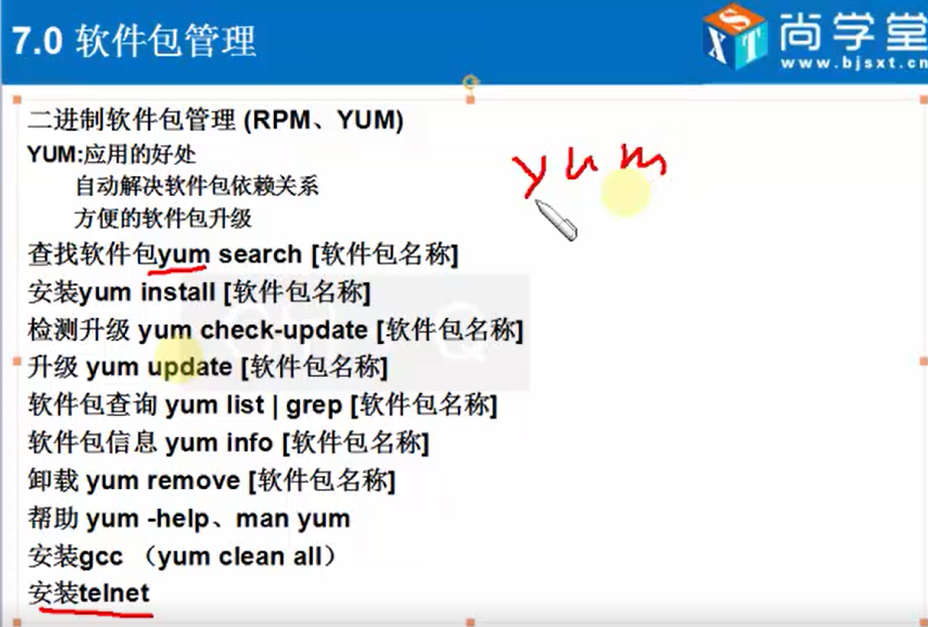 7.0 软件包管理
尚学堂
www.bjsxt.cn
二进制软件包管理 (RPM、YUM)
YUM:应用的好处
自动解决软件包依赖关系
方便的软件包升级
yum
查找软件包yum search [软件包名称]
安装yum install [软件包名称]
检测升级 yum check-update [软件包名称]
升级 yum update [软件包名称]
软件包查询 yum list | grep [软件包名称]
软件包信息 yum info [软件包名称]
卸载 yum remove [软件包名称]
帮助 yum -help、man yum
安装gcc （yum clean all）
安装telnet